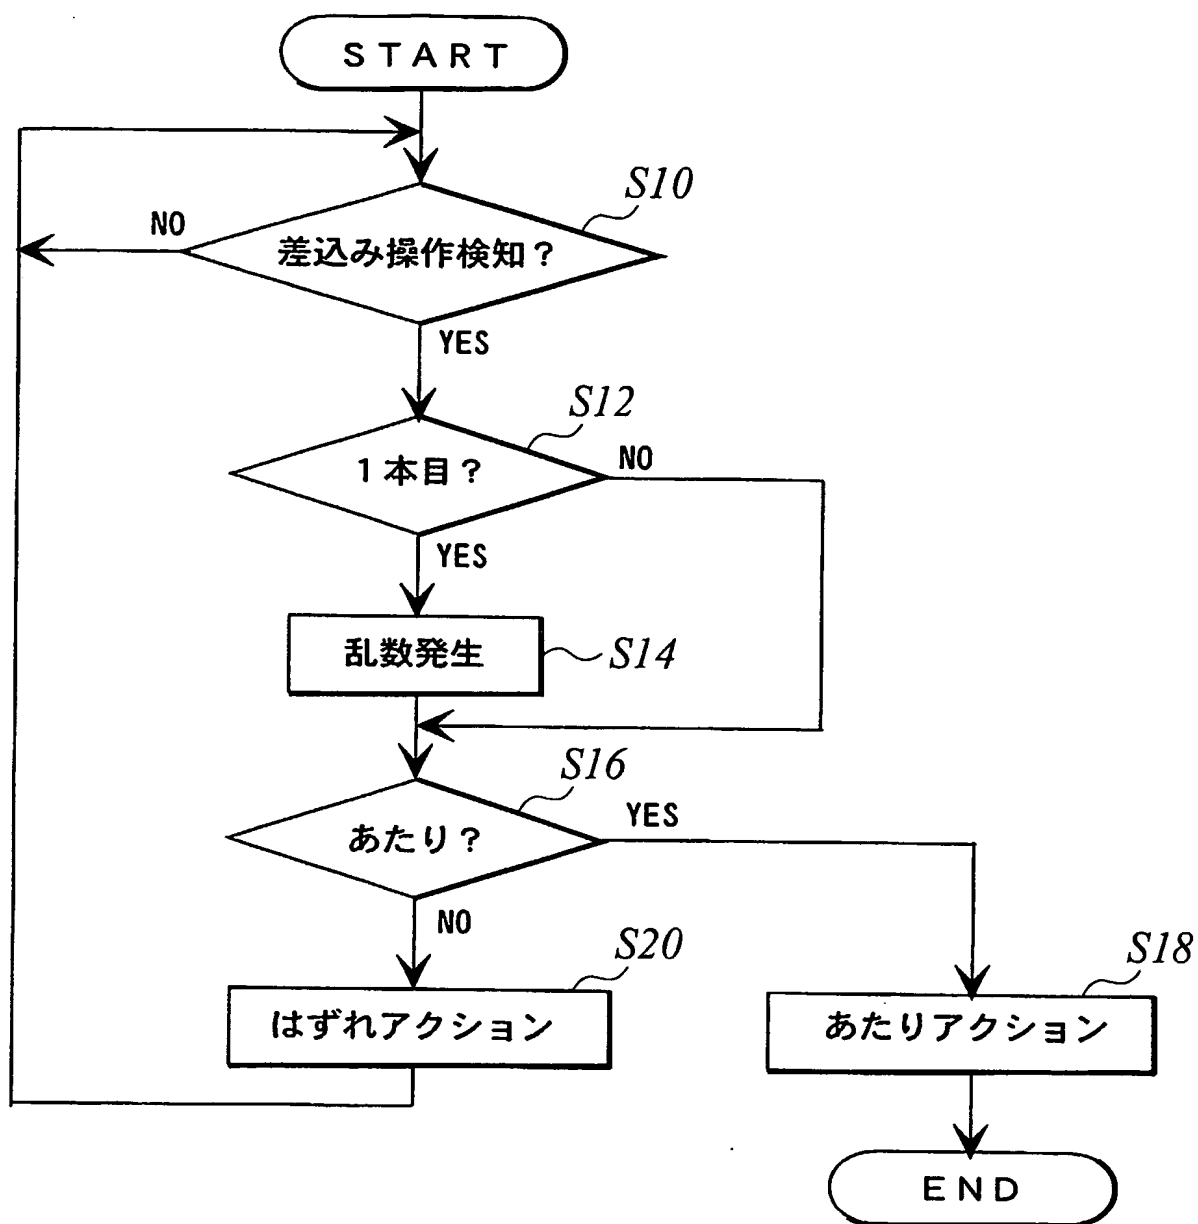 START
S10
NO
差込み操作検知？
YES
S12
1本目？
NO
YES
乱数発生
S14
S16
YES
あたり？
NO
S20
S18
はずれアクション
あたりアクション
END